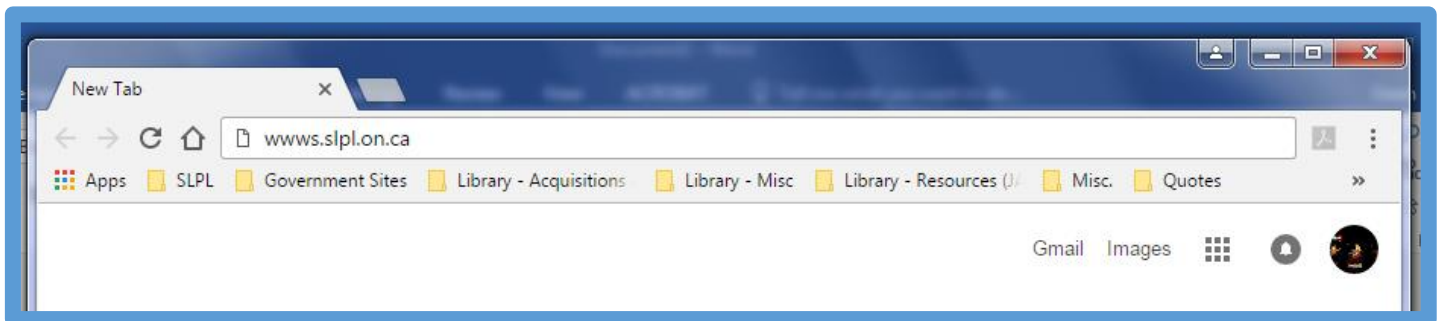 New Tab
wwws.slpl.on.ca
Apps SLPL Government Sites Library - Acquisitions Library - Misc Library - Resources (JA Misc. Quotes »
Gmail Images